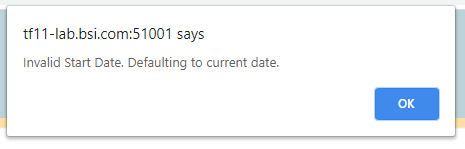 tf11-lab.bsi.com:51001 says
Invalid Start Date. Defaulting to current date.
OK